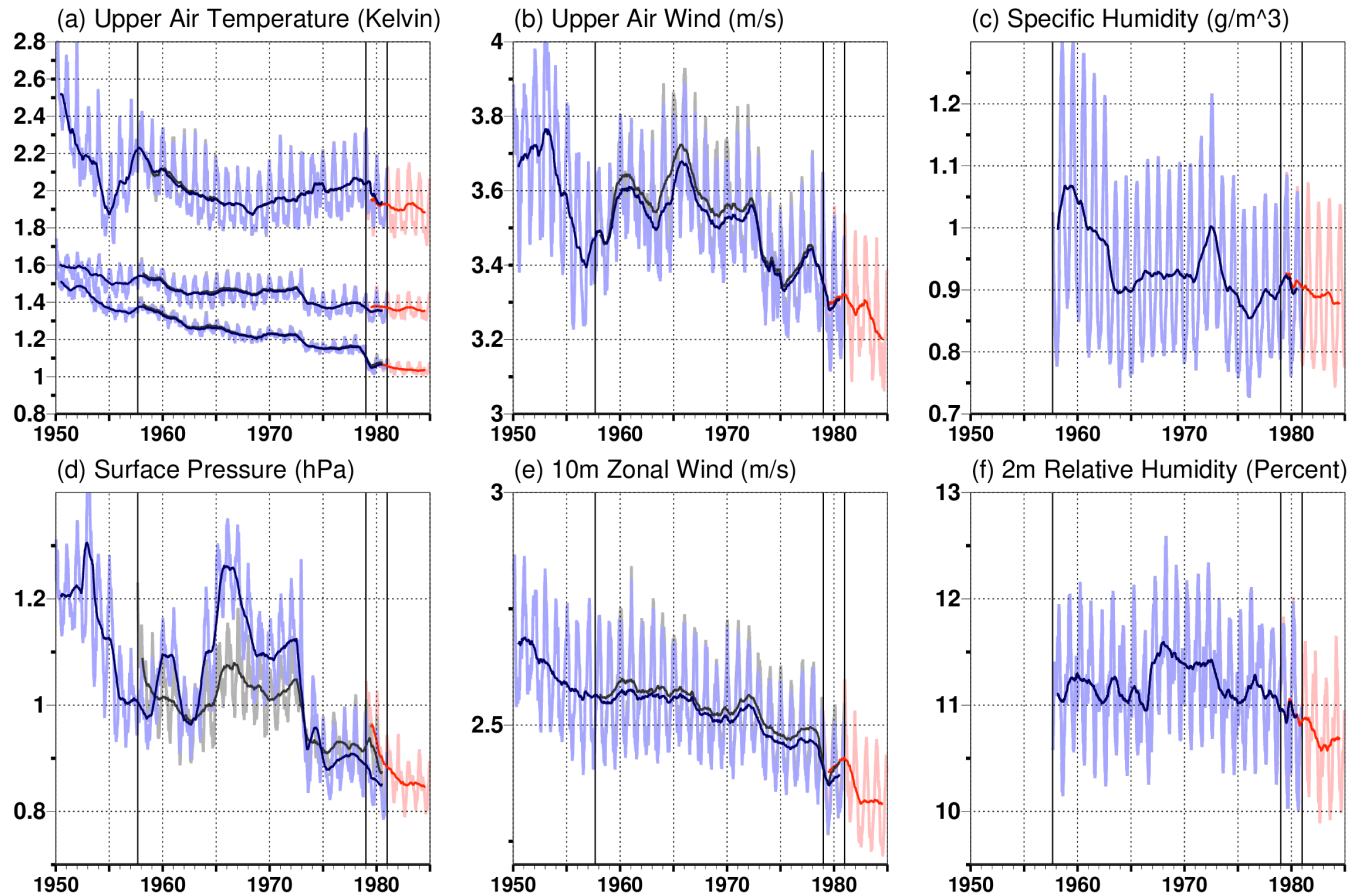 (a) Upper Air Temperature (Kelvin)
(b) Upper Air Wind (m/s)
(c) Specific Humidity (g/m^3)
2.8
2.6
2.4
2.2
2
1.8
1.6
1.4
1.2
1
0.8
1950 1960 1970 1980
4
3.8
3.6
3.4
3.2
3
1950 1960 1970 1980
1.2
1.1
1
0.9
0.8
0.7
1950 1960 1970 1980
(d) Surface Pressure (hPa)
(e) 10m Zonal Wind (m/s)
(f) 2m Relative Humidity (Percent)
1.2
1
0.8
1950 1960 1970 1980
3
2.5
1950 1960 1970 1980
13
12
11
10
1950 1960 1970 1980